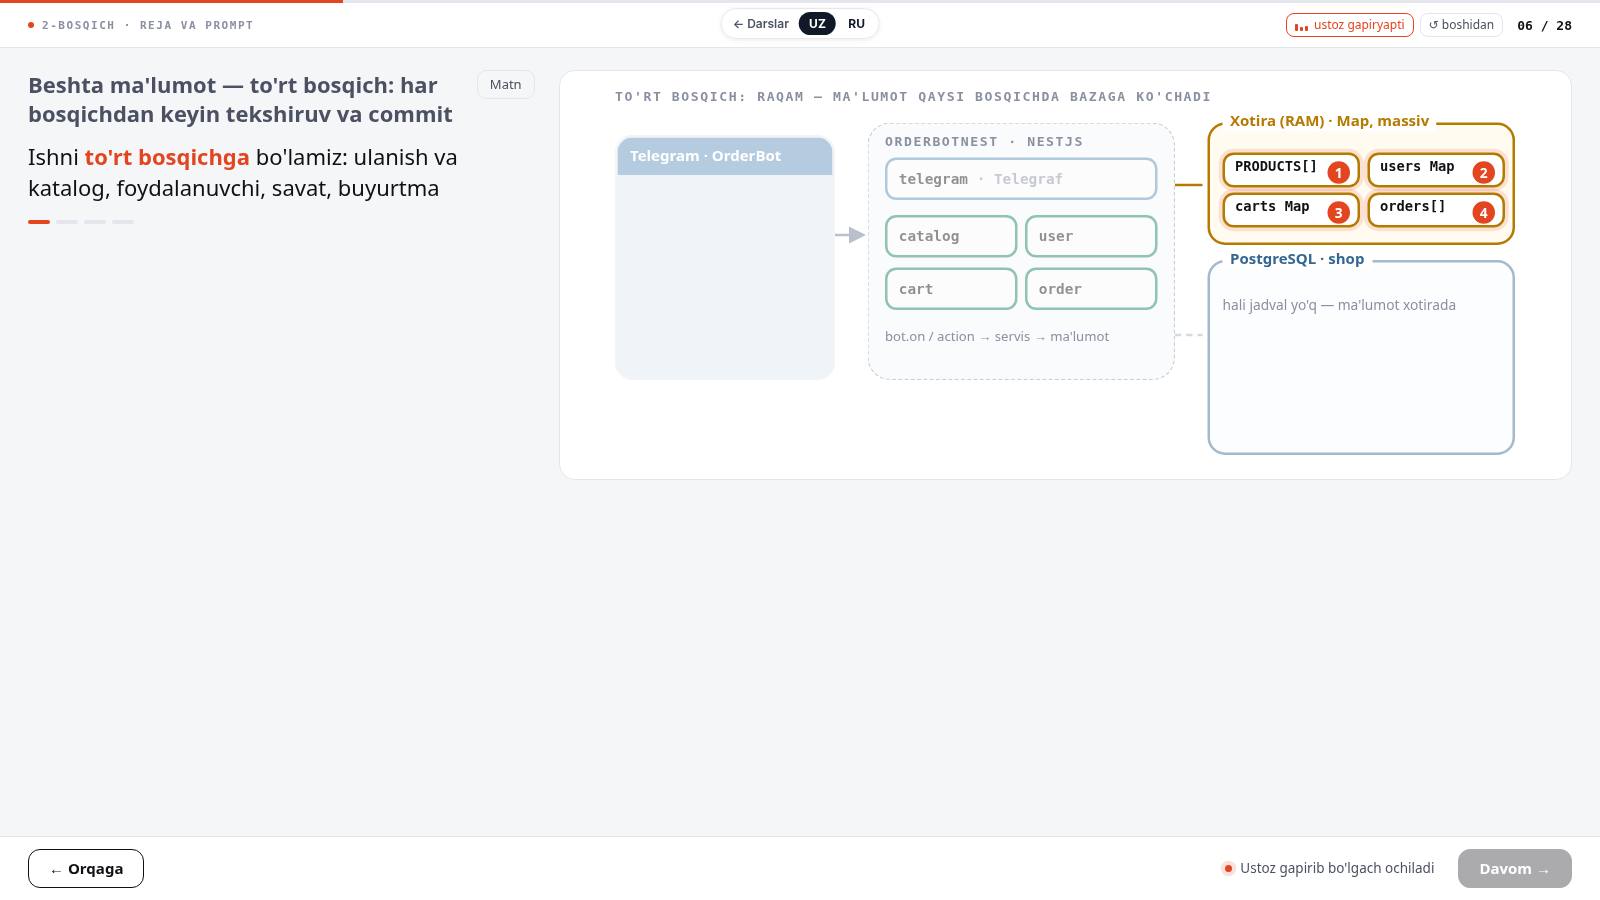 2-BOSQICH · REJA VA PROMPT
← Darslar UZ RU
ustoz gapiryapti
↺ boshidan
06 / 28
Beshta ma'lumot — to'rt bosqich: har
bosqichdan keyin tekshiruv va commit
Matn
Ishni to'rt bosqichga bo'lamiz: ulanish va
katalog, foydalanuvchi, savat, buyurtma
TO'RT BOSQICH: RAQAM — MA'LUMOT QAYSI BOSQICHDA BAZAGA KO'CHADI
Telegram · OrderBot
ORDERBOTNEST · NESTJS
telegram · Telegraf
catalog
user
cart
order
bot.on / action → servis → ma'lumot
Xotira (RAM) · Map, massiv
PRODUCTS[] 1
users Map 2
carts Map 3
orders[] 4
PostgreSQL · shop
hali jadval yo'q — ma'lumot xotirada
← Orqaga
Ustoz gapirib bo'lgach ochiladi
Davom →